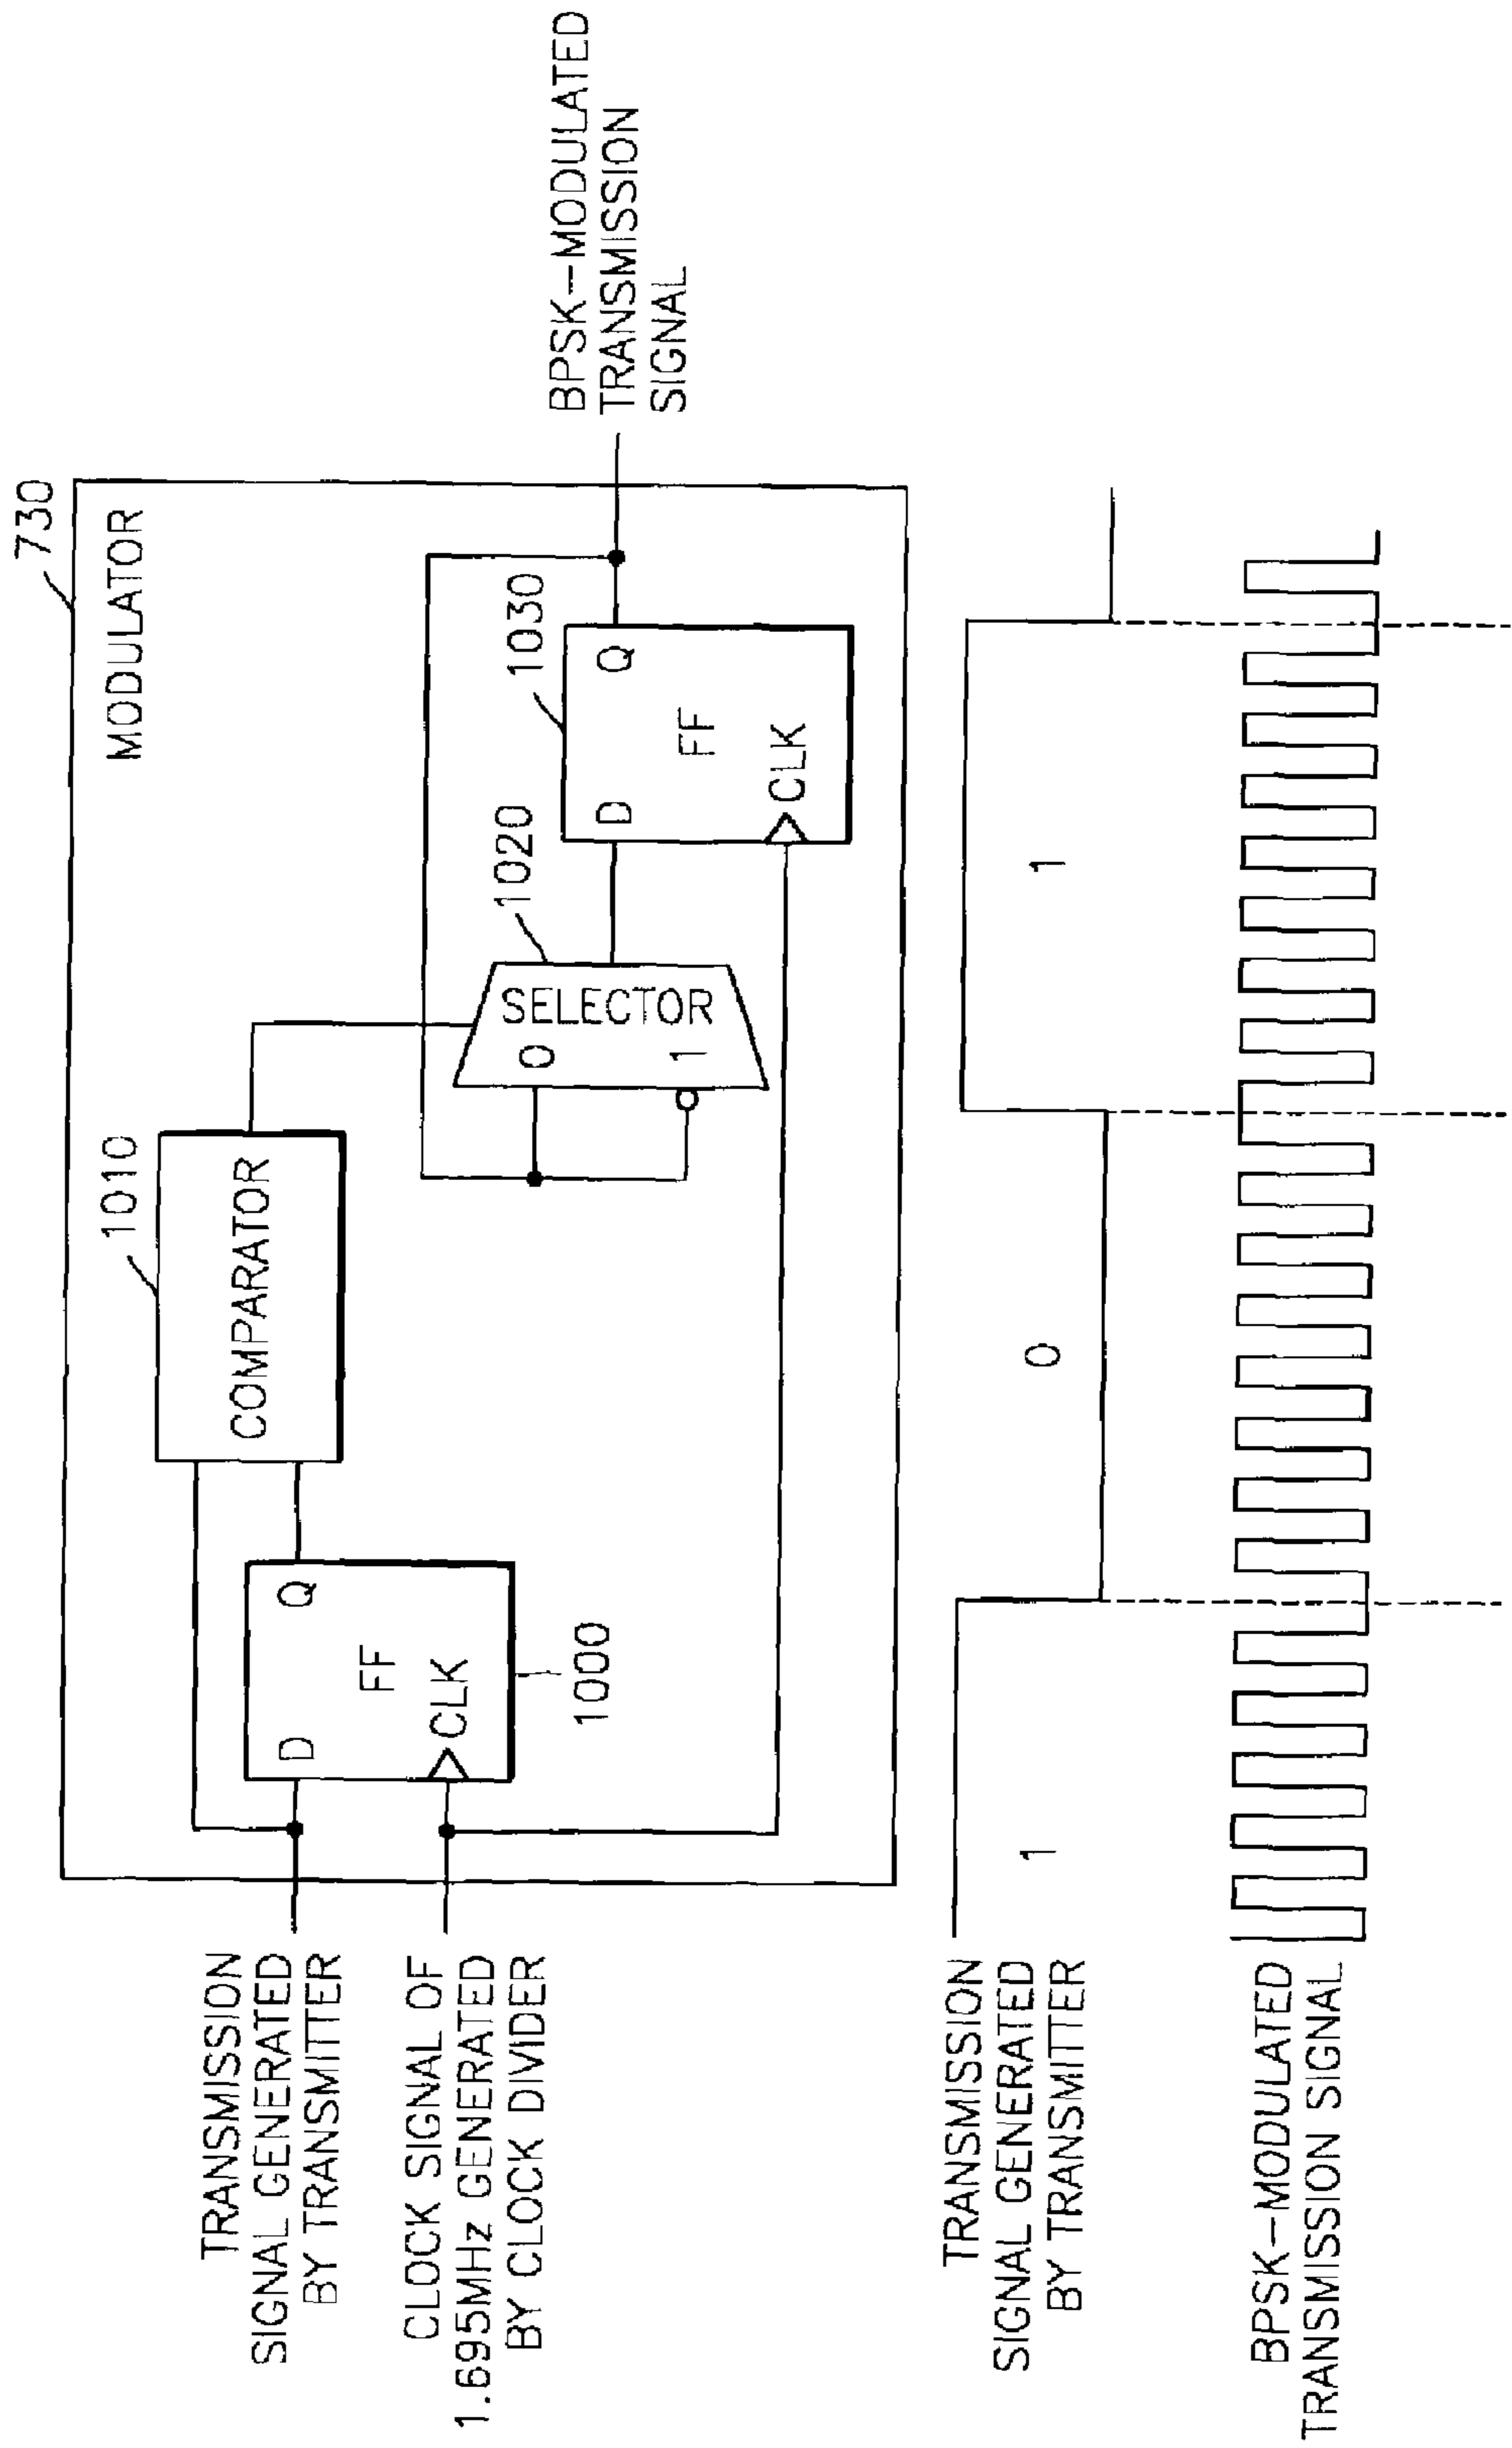 730
MODULATOR
TRANSMISSION
SIGNAL GENERATED
BY TRANSMITTER
CLOCK SIGNAL OF
1.695MHz GENERATED
BY CLOCK DIVIDER
D
Q
FF
CLK
1000
1010
COMPARATOR
1020
SELECTOR
0
1
1030
D
Q
FF
CLK
BPSK-MODULATED
TRANSMISSION
SIGNAL
TRANSMISSION
SIGNAL GENERATED
BY TRANSMITTER
1
0
1
BPSK-MODULATED
TRANSMISSION SIGNAL